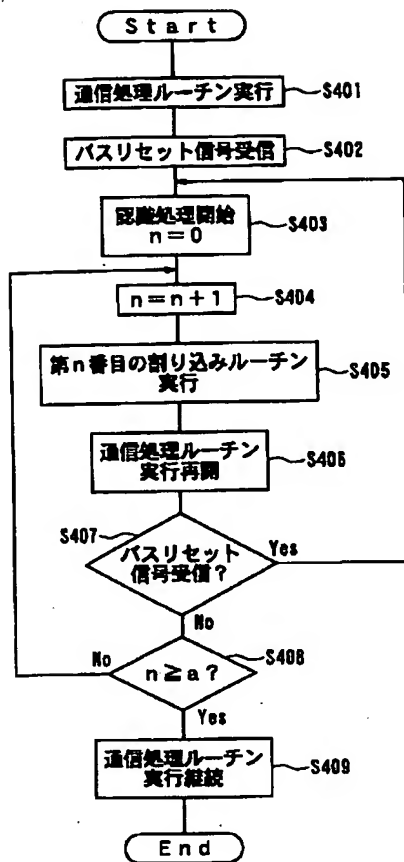 Start
通信処理ルーチン実行 S401
バスリセット信号受信 S402
認識処理開始
n=0
S403
n=n+1 S404
第n番目の割り込みルーチン
実行
S405
通信処理ルーチン
実行再開
S406
S407
バスリセット
信号受信?
Yes
No
No
n≧a?
S408
Yes
通信処理ルーチン
実行継続
S409
End